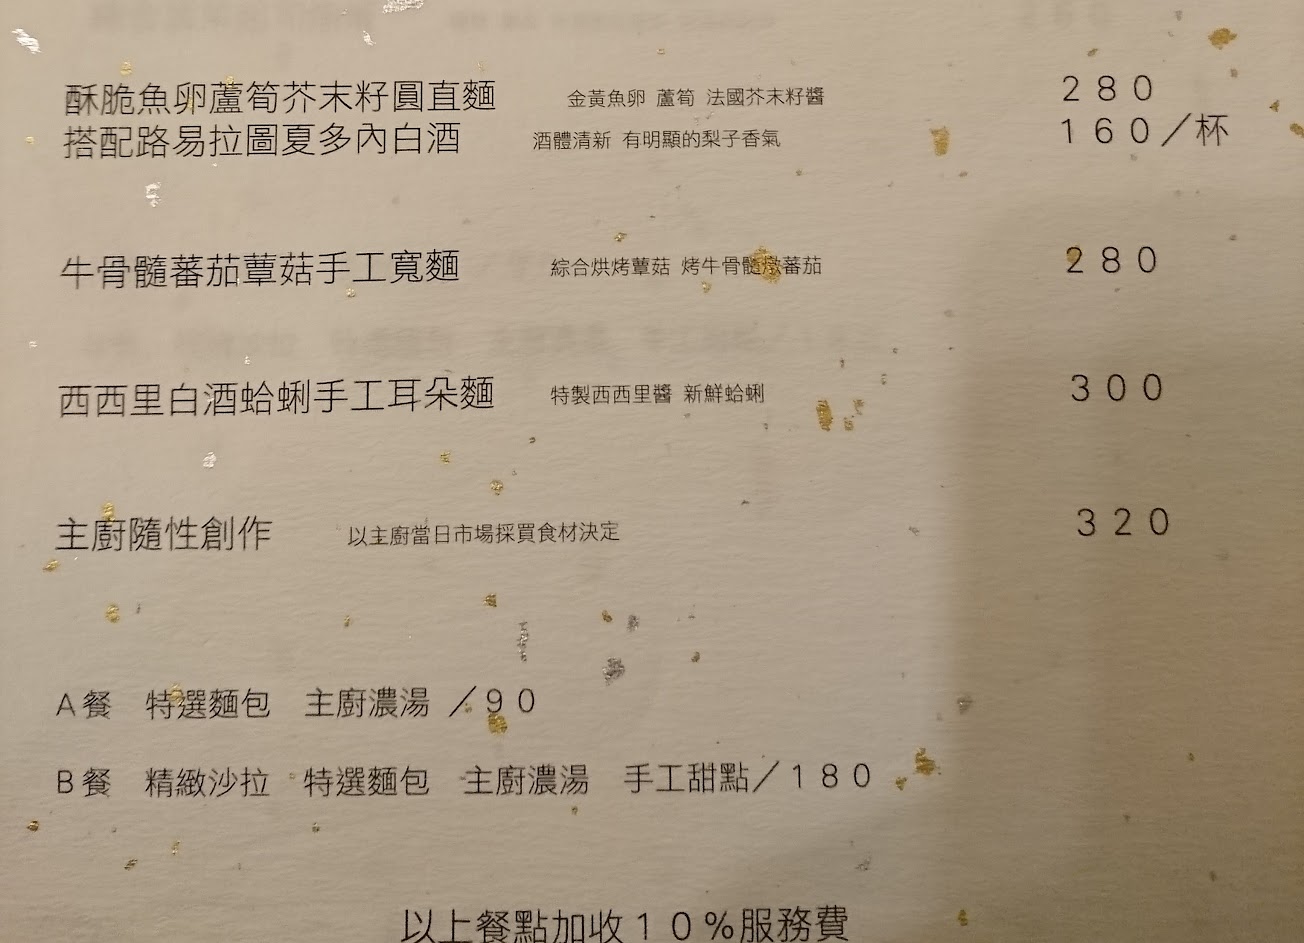 酥脆魚卵蘆筍芥末籽圓直麵 金黃魚卵 蘆筍 法國芥末籽醬 280
搭配路易拉圖夏多內白酒 酒體清新 有明顯的梨子香氣 160／杯
牛骨髓蕃茄蕈菇手工寬麵 綜合烘烤蕈菇 烤牛骨髓燉蕃茄 280
西西里白酒蛤蜊手工耳朵麵 特製西西里醬 新鮮蛤蜊 300
主廚隨性創作 以主廚當日市場採買食材決定 320
A餐 特選麵包 主廚濃湯 ／90
B餐 精緻沙拉 特選麵包 主廚濃湯 手工甜點／180
以上餐點加收10%服務費